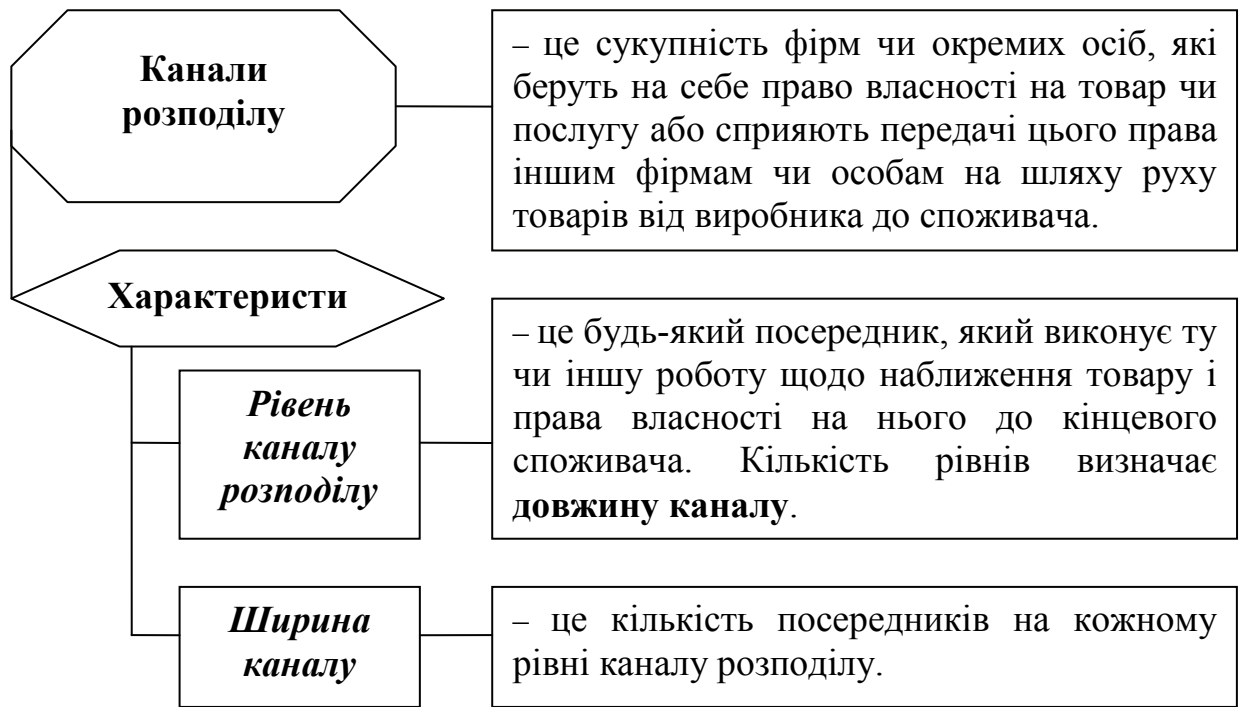 Канали
розподілу
– це сукупність фірм чи окремих осіб, які
беруть на себе право власності на товар чи
послугу або сприяють передачі цього права
іншим фірмам чи особам на шляху руху
товарів від виробника до споживача.
Характеристи
Рівень
каналу
розподілу
– це будь-який посередник, який виконує ту
чи іншу роботу щодо наближення товару і
права власності на нього до кінцевого
споживача. Кількість рівнів визначає
довжину каналу.
Ширина
каналу
– це кількість посередників на кожному
рівні каналу розподілу.